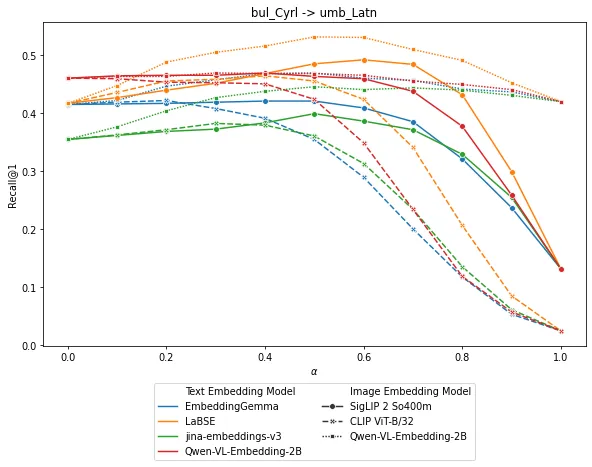 bul_Cyrl -> umb_Latn
Recall@1
0.5
0.4
0.3
0.2
0.1
0.0
0.0 0.2 0.4 0.6 0.8 1.0
α
Text Embedding Model Image Embedding Model
EmbeddingGemma SigLIP 2 So400m
LaBSE CLIP ViT-B/32
jina-embeddings-v3 Qwen-VL-Embedding-2B
Qwen-VL-Embedding-2B